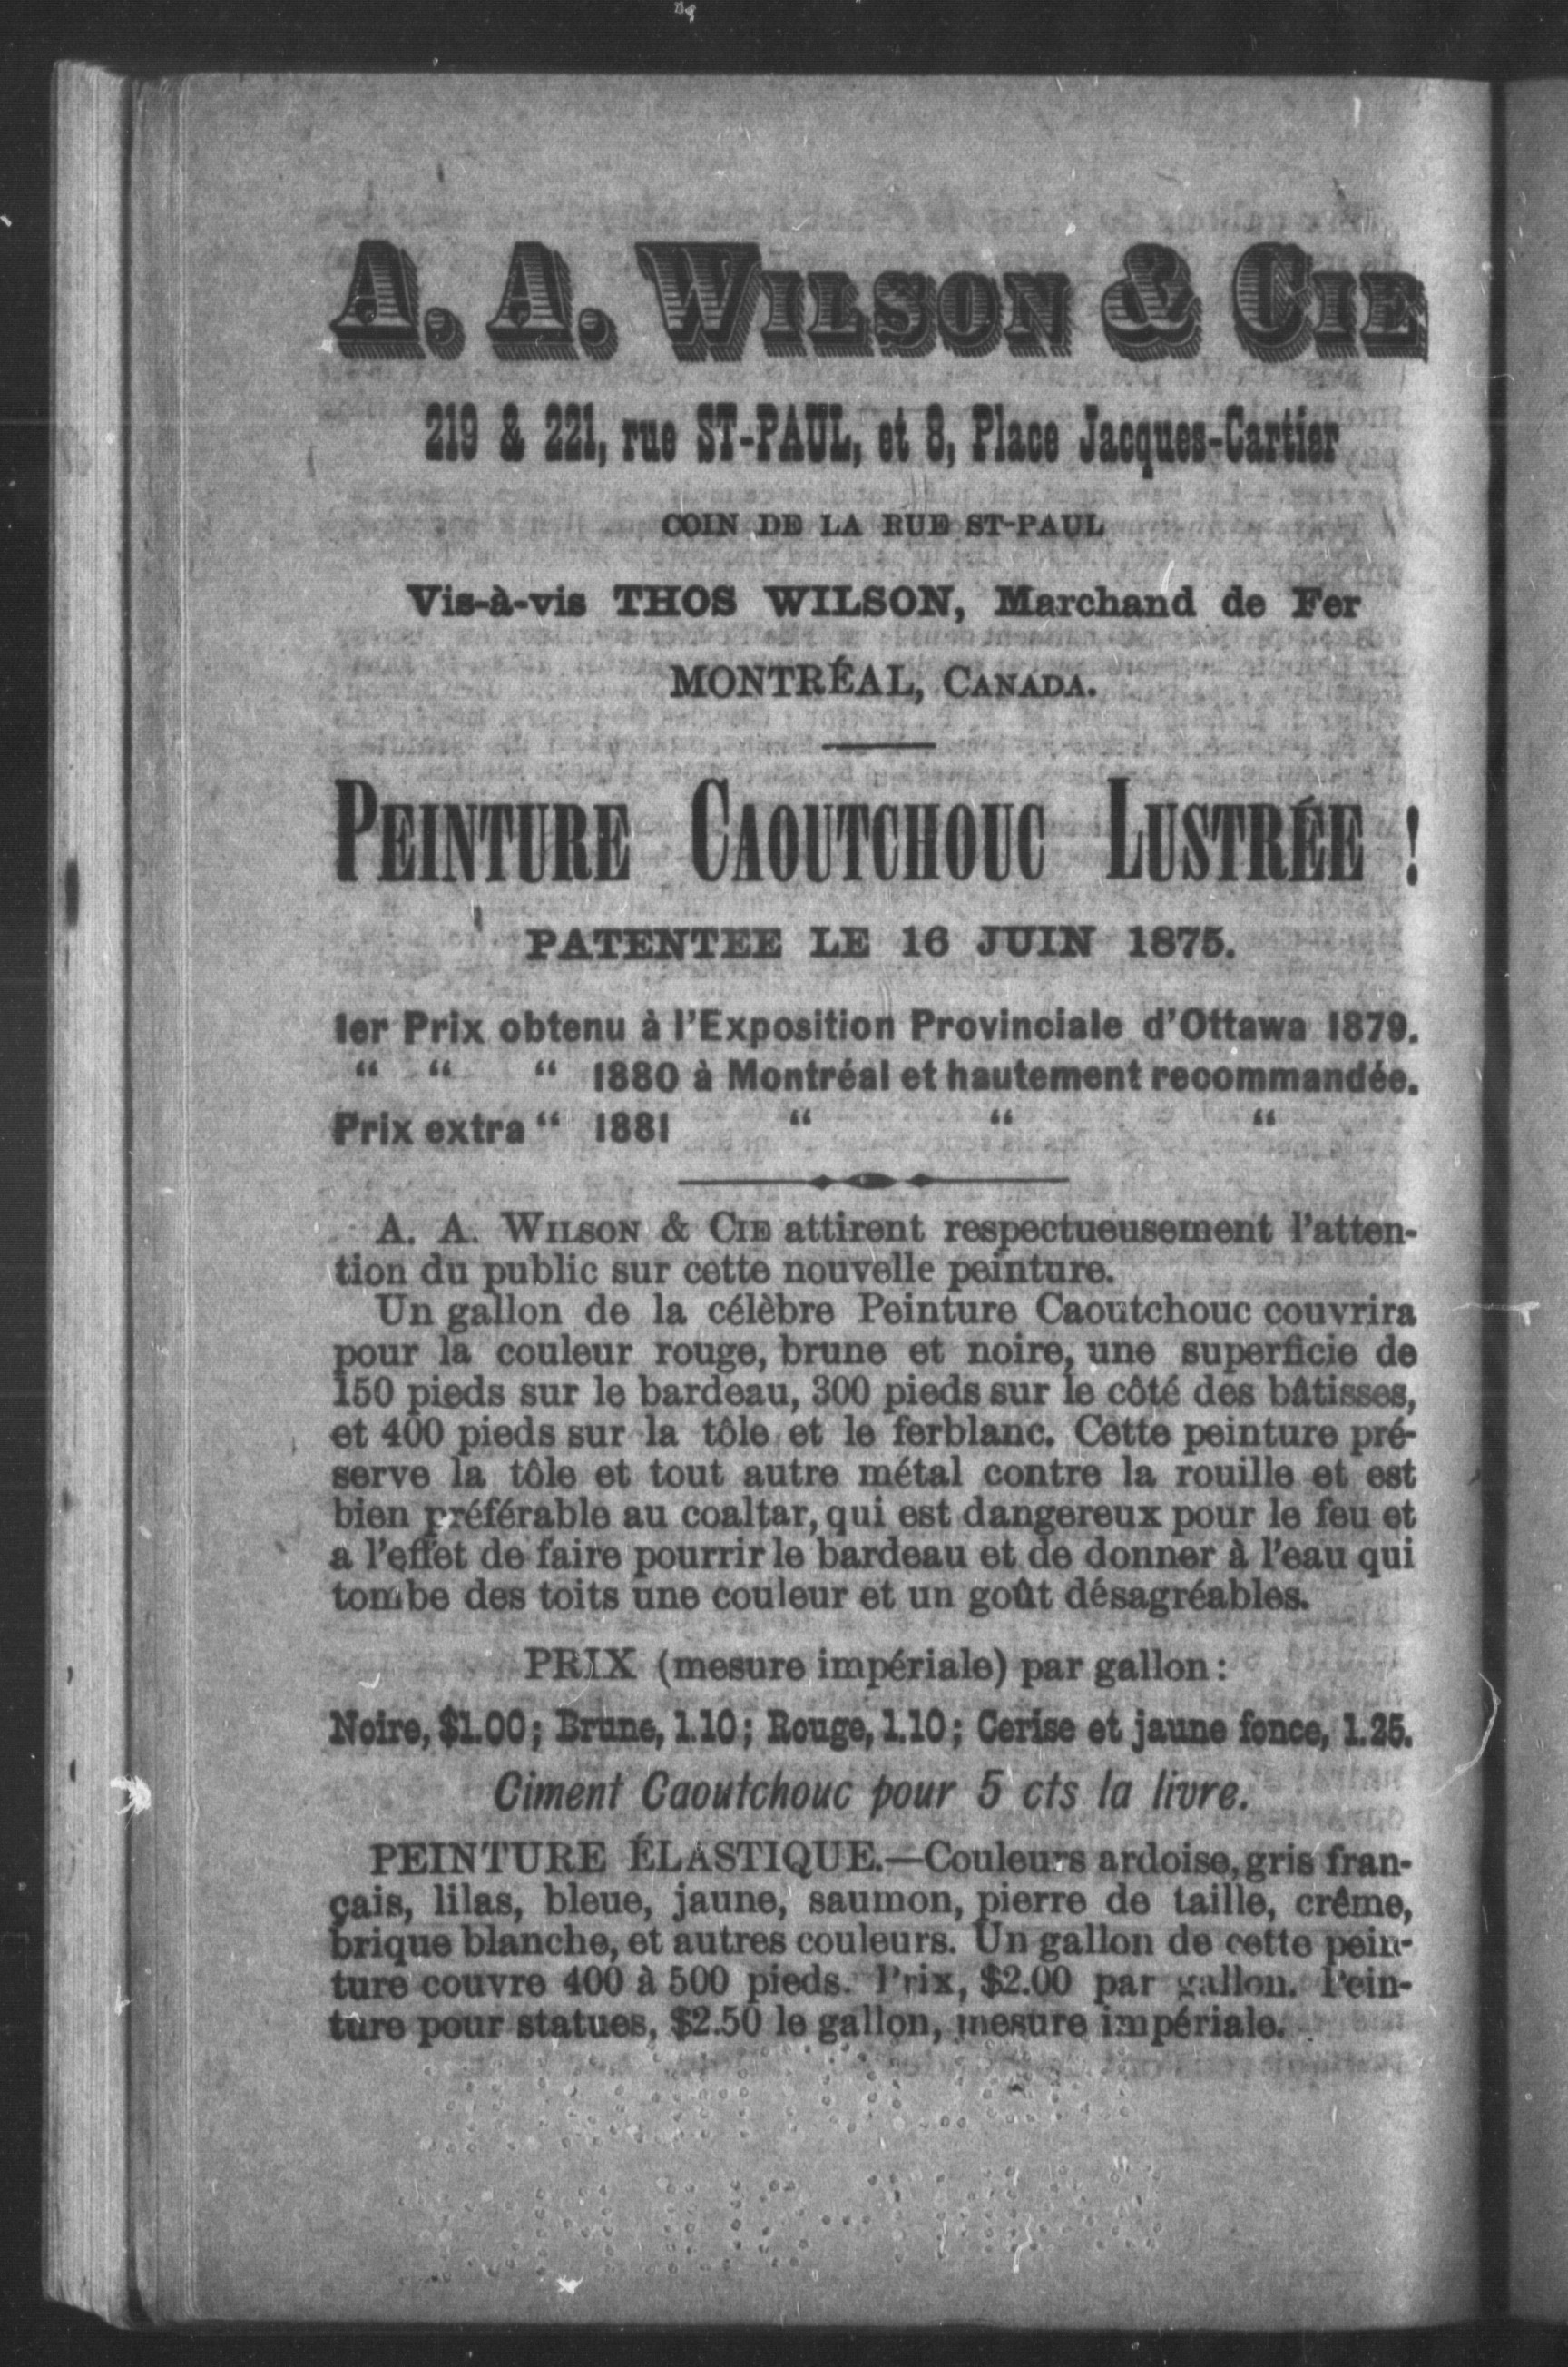 A. A. WILSON & CIE
219 & 221, rue ST-PAUL, et 8, Place Jacques-Cartier
COIN DE LA RUE ST-PAUL
Vis-à-vis THOS WILSON, Marchand de Fer
MONTRÉAL, CANADA.
PEINTURE CAOUTCHOUC LUSTRÉE !
PATENTEE LE 16 JUIN 1875.
1er Prix obtenu à l'Exposition Provinciale d'Ottawa 1879.
“ “ “ 1880 à Montréal et hautement recommandée.
Prix extra “ 1881 “ “ “
A. A. WILSON & CIE attirent respectueusement l'atten-
tion du public sur cette nouvelle peinture.
Un gallon de la célèbre Peinture Caoutchouc couvrira
pour la couleur rouge, brune et noire, une superficie de
150 pieds sur le bardeau, 300 pieds sur le côté des bâtisses,
et 400 pieds sur la tôle et le ferblanc. Cette peinture pré-
serve la tôle et tout autre métal contre la rouille et est
bien préférable au coaltar, qui est dangereux pour le feu et
a l'effet de faire pourrir le bardeau et de donner à l'eau qui
tombe des toits une couleur et un goût désagréables.
PRIX (mesure impériale) par gallon :
Noire, $1.00 ; Brune, 1.10 ; Rouge, 1.10 ; Cerise et jaune fonce, 1.25.
Ciment Caoutchouc pour 5 cts la livre.
PEINTURE ÉLASTIQUE.—Couleurs ardoise, gris fran-
çais, lilas, bleue, jaune, saumon, pierre de taille, crême,
brique blanche, et autres couleurs. Un gallon de cette pein-
ture couvre 400 à 500 pieds. Prix, $2.00 par gallon. Pein-
ture pour statues, $2.50 le gallon, mesure impériale.